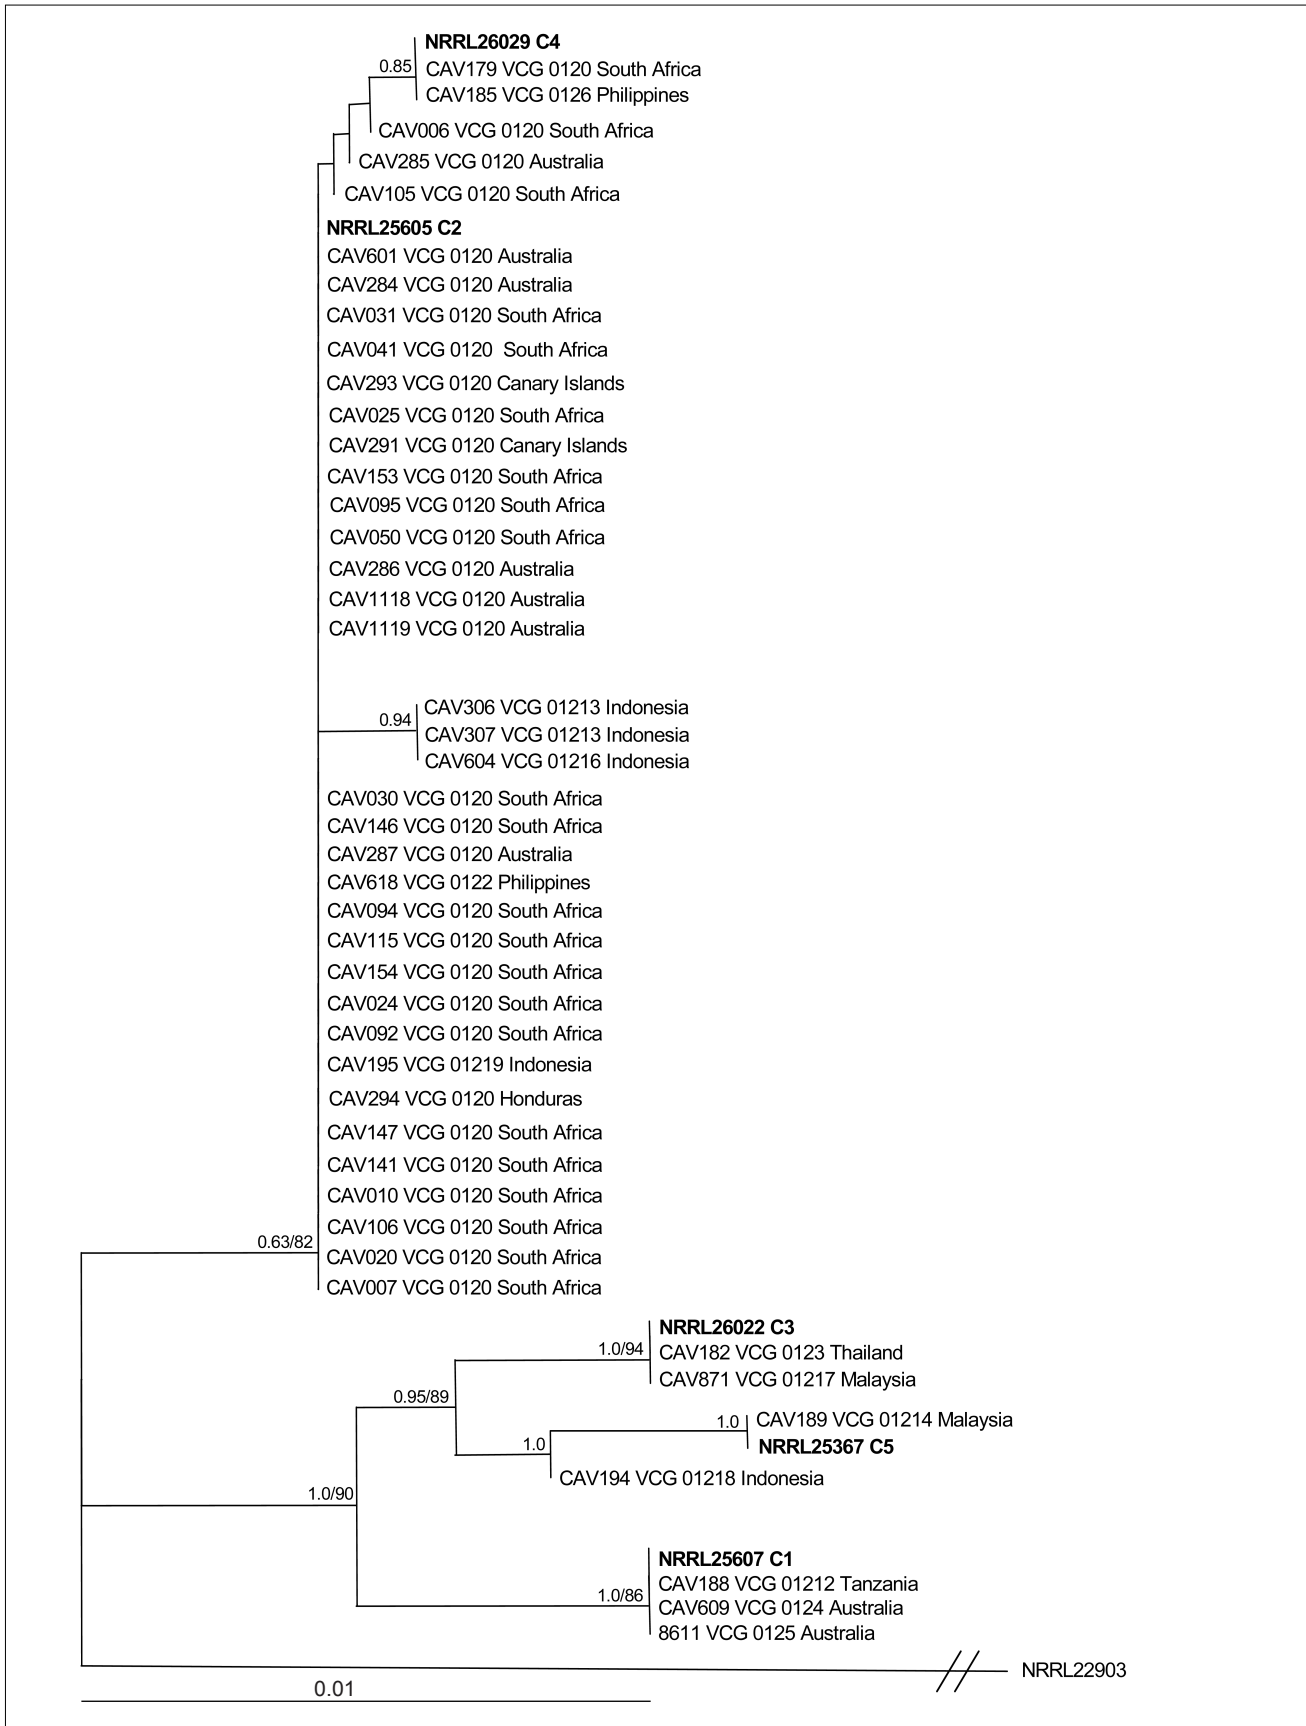 NRRL26029 C4
0.85
CAV179 VCG 0120 South Africa
CAV185 VCG 0126 Philippines
CAV006 VCG 0120 South Africa
CAV285 VCG 0120 Australia
CAV105 VCG 0120 South Africa
NRRL25605 C2
CAV601 VCG 0120 Australia
CAV284 VCG 0120 Australia
CAV031 VCG 0120 South Africa
CAV041 VCG 0120 South Africa
CAV293 VCG 0120 Canary Islands
CAV025 VCG 0120 South Africa
CAV291 VCG 0120 Canary Islands
CAV153 VCG 0120 South Africa
CAV095 VCG 0120 South Africa
CAV050 VCG 0120 South Africa
CAV286 VCG 0120 Australia
CAV1118 VCG 0120 Australia
CAV1119 VCG 0120 Australia
CAV306 VCG 01213 Indonesia
0.94
CAV307 VCG 01213 Indonesia
CAV604 VCG 01216 Indonesia
CAV030 VCG 0120 South Africa
CAV146 VCG 0120 South Africa
CAV287 VCG 0120 Australia
CAV618 VCG 0122 Philippines
CAV094 VCG 0120 South Africa
CAV115 VCG 0120 South Africa
CAV154 VCG 0120 South Africa
CAV024 VCG 0120 South Africa
CAV092 VCG 0120 South Africa
CAV195 VCG 01219 Indonesia
CAV294 VCG 0120 Honduras
CAV147 VCG 0120 South Africa
CAV141 VCG 0120 South Africa
CAV010 VCG 0120 South Africa
CAV106 VCG 0120 South Africa
0.63/82
CAV020 VCG 0120 South Africa
CAV007 VCG 0120 South Africa
NRRL26022 C3
1.0/94
CAV182 VCG 0123 Thailand
CAV871 VCG 01217 Malaysia
0.95/89
1.0
CAV189 VCG 01214 Malaysia
1.0
NRRL25367 C5
CAV194 VCG 01218 Indonesia
1.0/90
NRRL25607 C1
CAV188 VCG 01212 Tanzania
1.0/86
CAV609 VCG 0124 Australia
8611 VCG 0125 Australia
NRRL22903
0.01